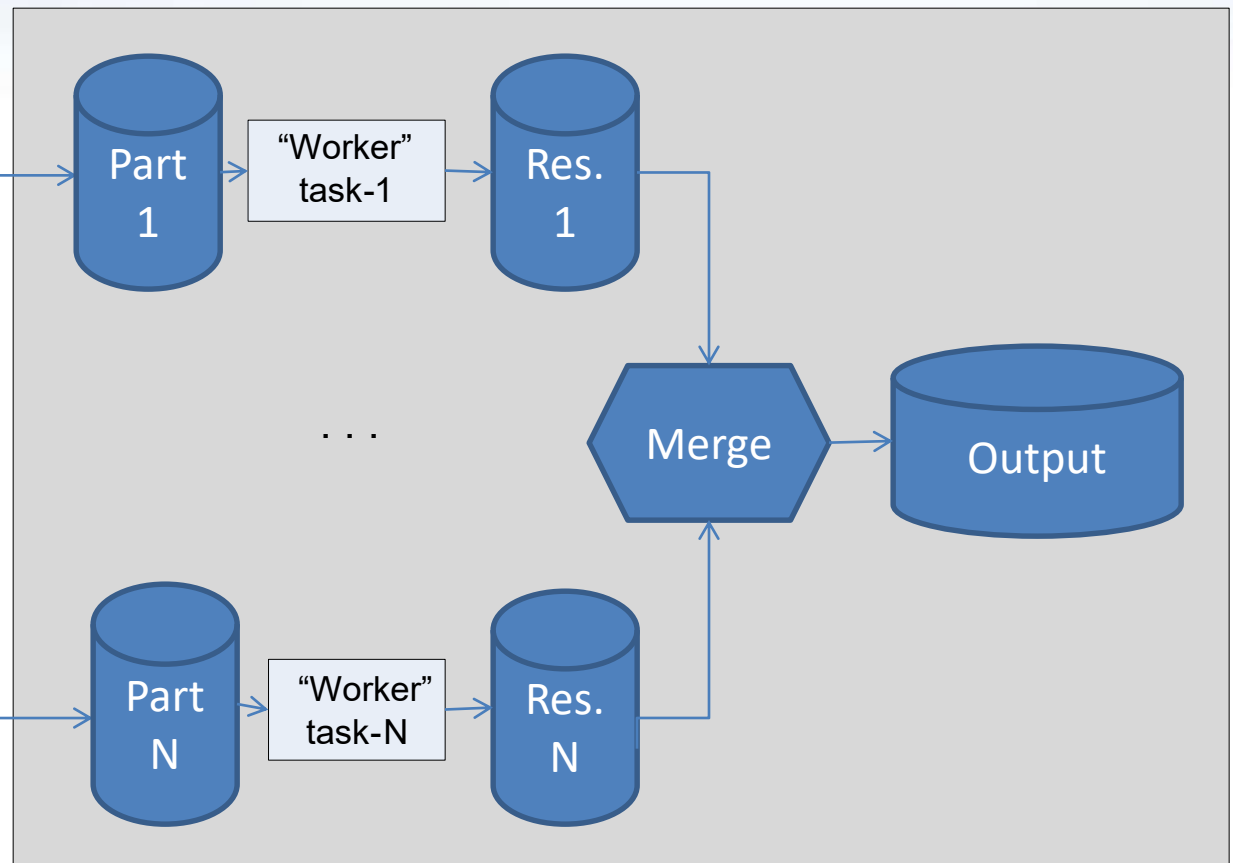 Part
1
“Worker”
task-1
Res.
1
. . .
Merge
Output
Part
N
“Worker”
task-N
Res.
N